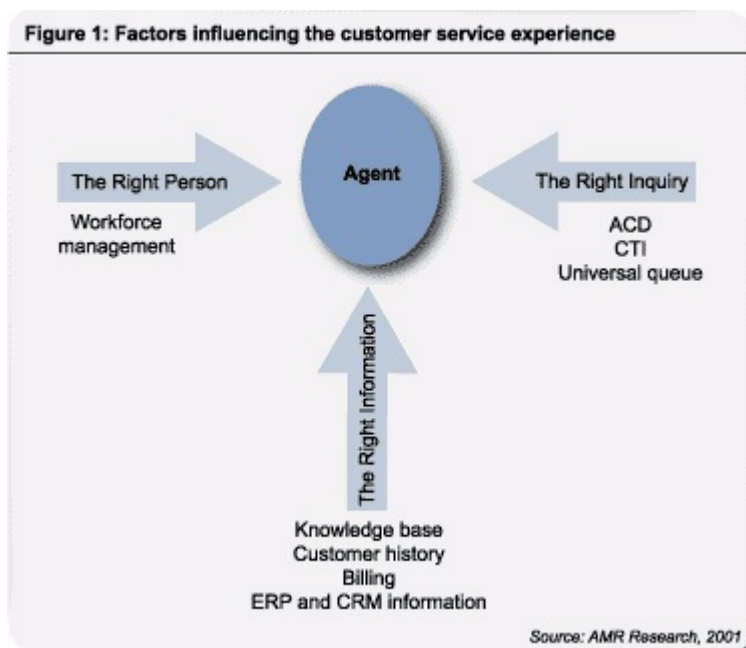 Figure 1: Factors influencing the customer service experience
Agent
The Right Person
Workforce
management
The Right Inquiry
ACD
CTI
Universal queue
The Right Information
Knowledge base
Customer history
Billing
ERP and CRM information
Source: AMR Research, 2001